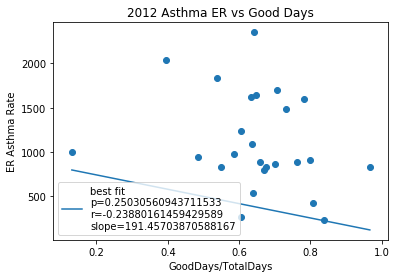 2012 Asthma ER vs Good Days
2000
1500
1000
500
ER Asthma Rate
best fit
p=0.25030560943711533
r=-0.23880161459429589
slope=191.45703870588167
0.2
0.4
0.6
0.8
1.0
GoodDays/TotalDays